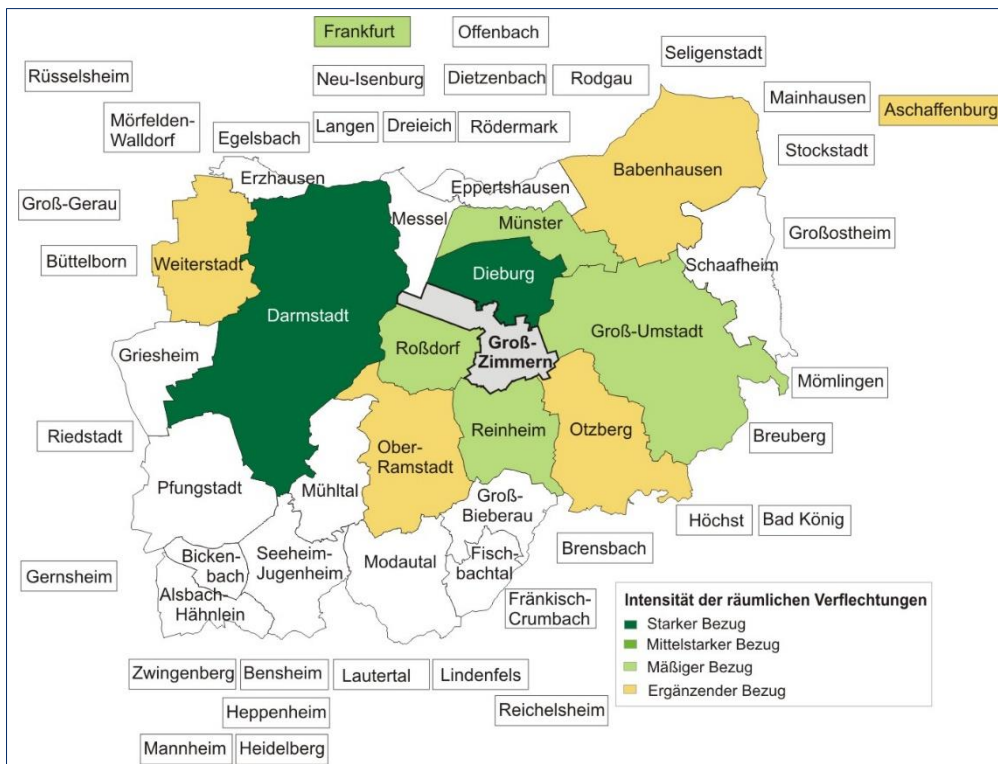 Frankfurt
Offenbach
Seligenstadt
Rüsselsheim
Neu-Isenburg
Dietzenbach
Rodgau
Mainhausen
Aschaffenburg
Mörfelden-
Walldorf
Egelsbach
Langen
Dreieich
Rödermark
Stockstadt
Erzhausen
Eppertshausen
Babenhausen
Groß-Gerau
Messel
Münster
Großostheim
Büttelborn
Weiterstadt
Dieburg
Schaafheim
Darmstadt
Groß-Umstadt
Griesheim
Roßdorf
Groß-
Zimmern
Mömlingen
Riedstadt
Reinheim
Otzberg
Breuberg
Ober-
Ramstadt
Pfungstadt
Mühltal
Groß-
Bieberau
Höchst
Bad König
Gernsheim
Bicken-
bach
Seeheim-
Jugenheim
Modautal
Fisch-
bachtal
Brensbach
Alsbach-
Hähnlein
Fränkisch-
Crumbach
Intensität der räumlichen Verflechtungen
Starker Bezug
Mittelstarker Bezug
Mäßiger Bezug
Ergänzender Bezug
Zwingenberg
Bensheim
Lautertal
Lindenfels
Heppenheim
Reichelsheim
Mannheim
Heidelberg